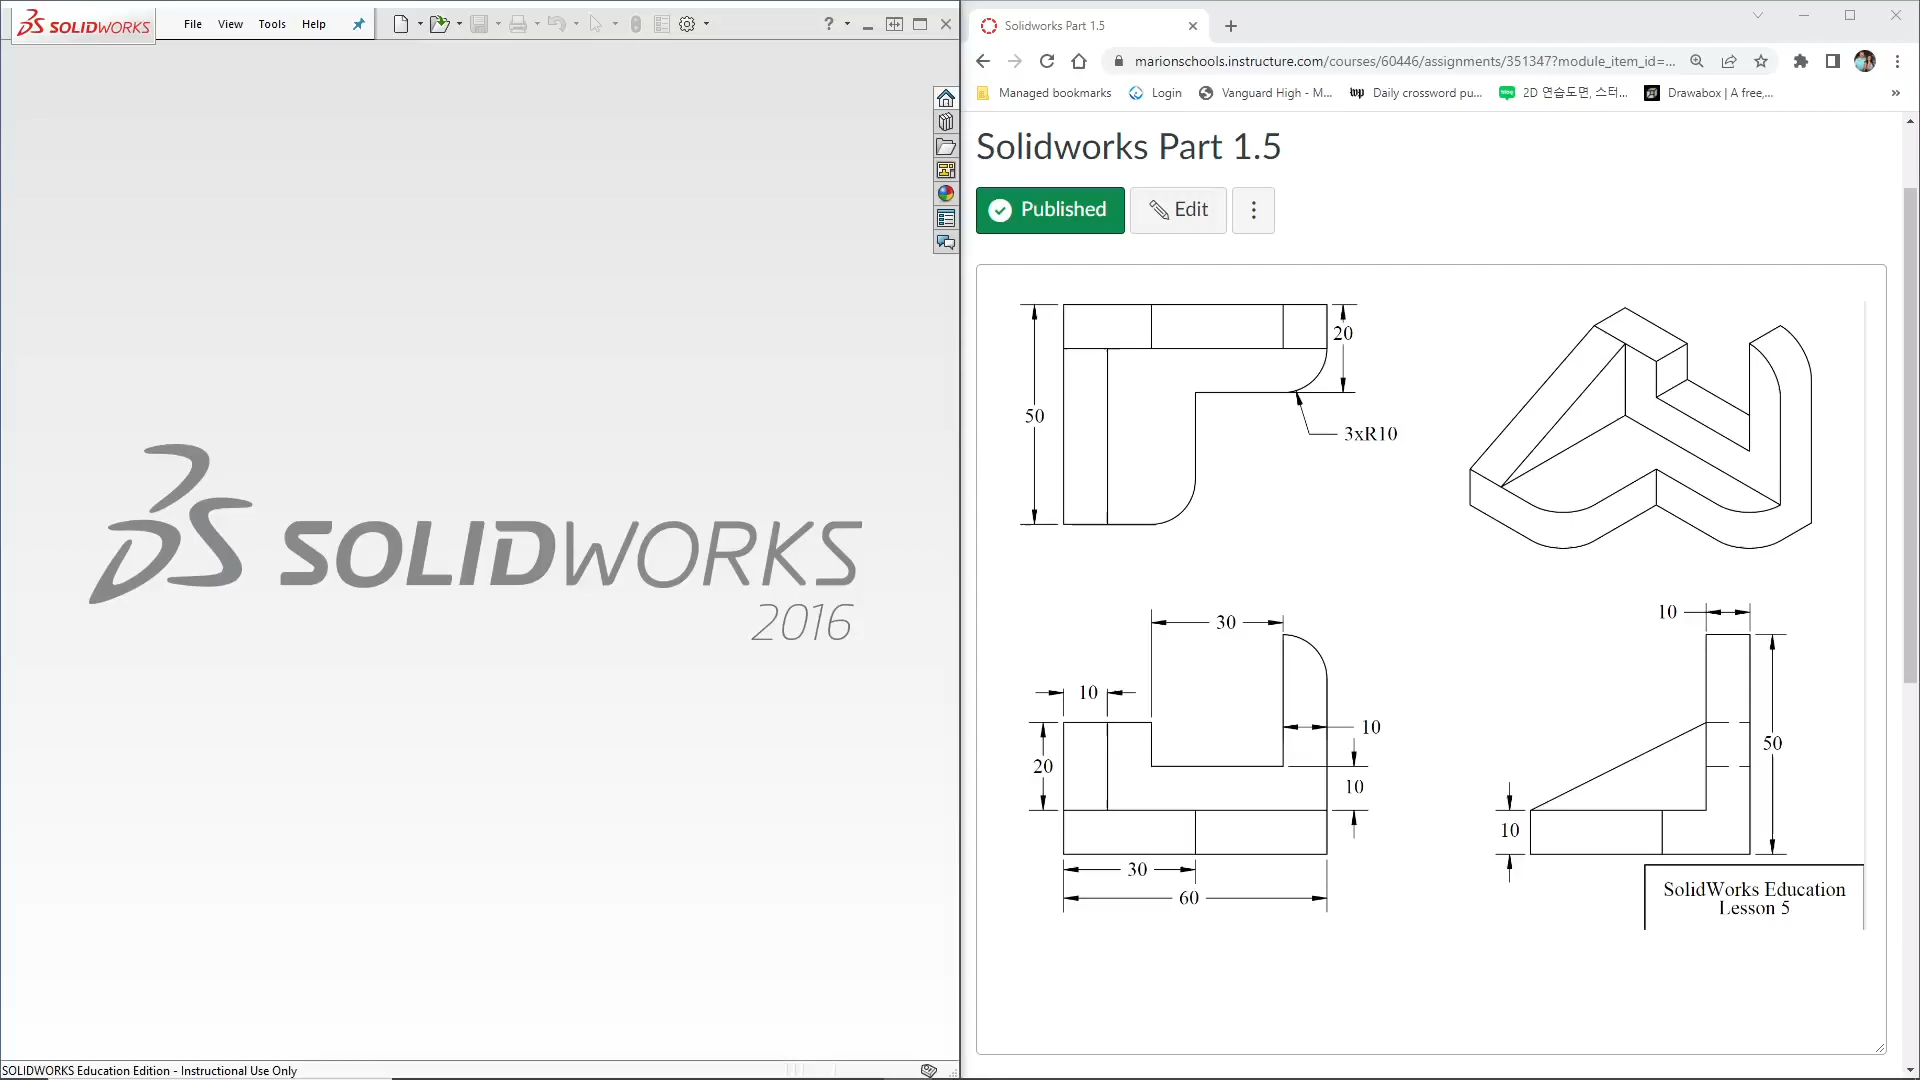 SOLIDWORKS
File View Tools Help
?
SOLIDWORKS
2016
SOLIDWORKS Education Edition - Instructional Use Only
Solidworks Part 1.5
marionschools.instructure.com/courses/60446/assignments/351347?module_item_id=...
Managed bookmarks Login Vanguard High - M... Daily crossword pu... 2D 연습도면, 스터... Drawabox | A free,...
Solidworks Part 1.5
Published Edit
20
50
3xR10
30
10
10
20
10
30
60
10
50
10
SolidWorks Education
Lesson 5